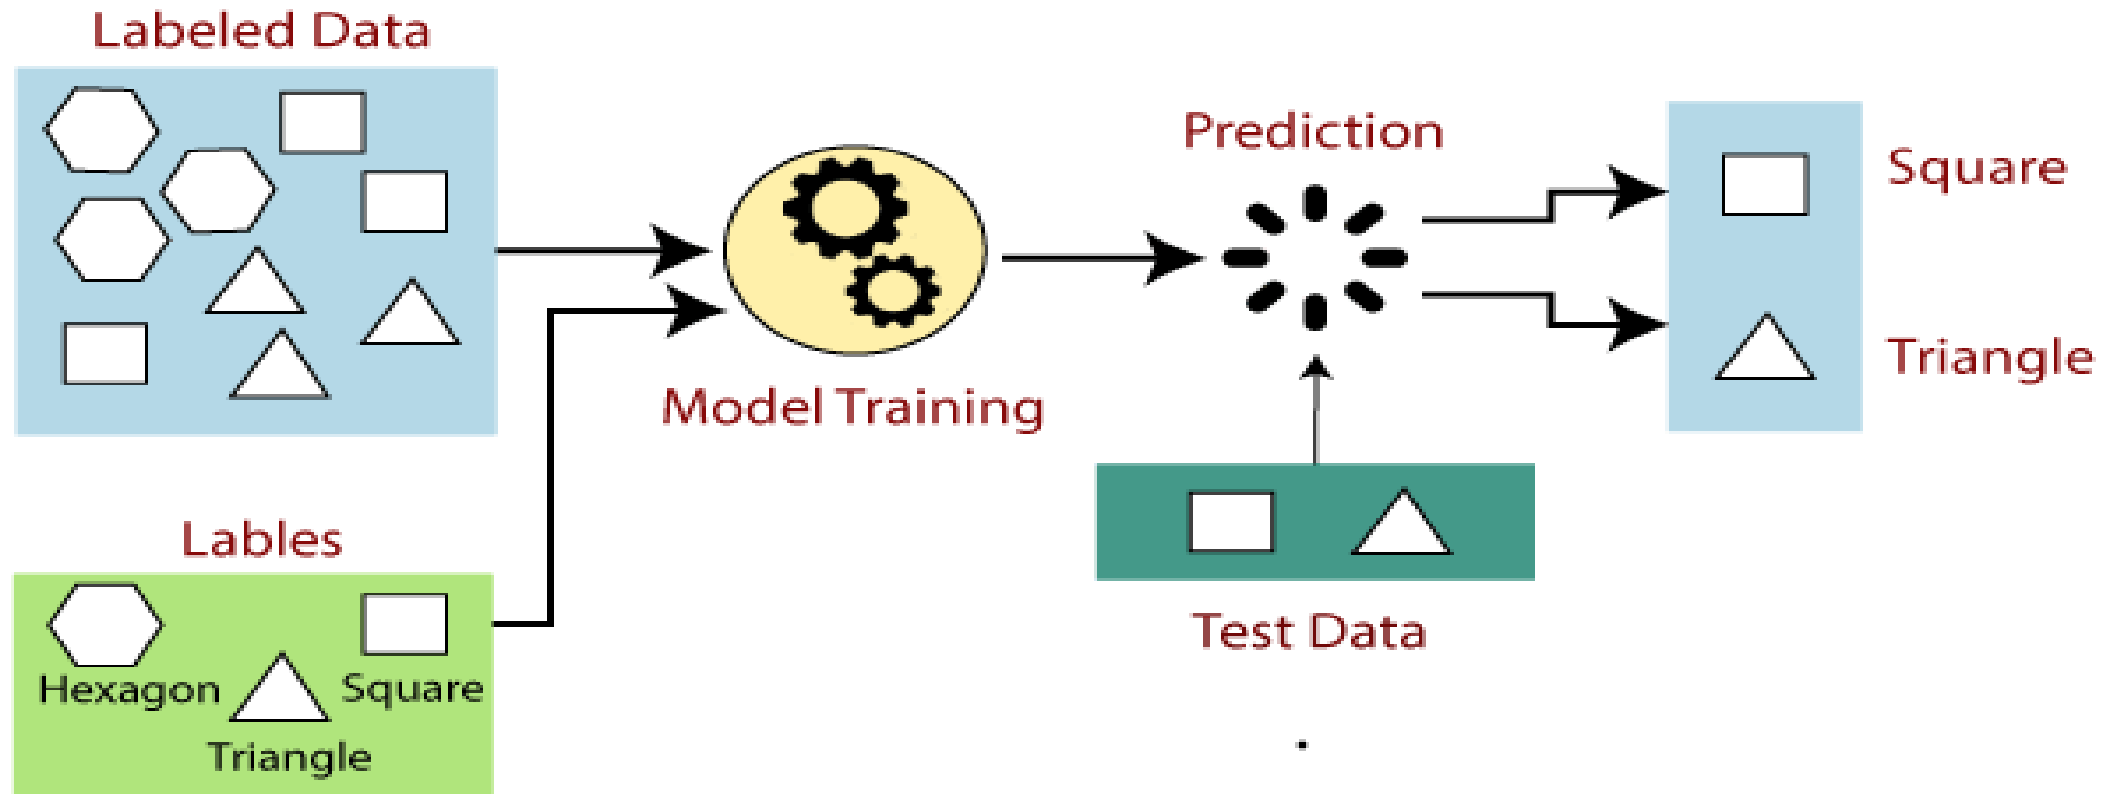 Labeled Data
Prediction
Square
Triangle
Model Training
Lables
Hexagon
Square
Triangle
Test Data